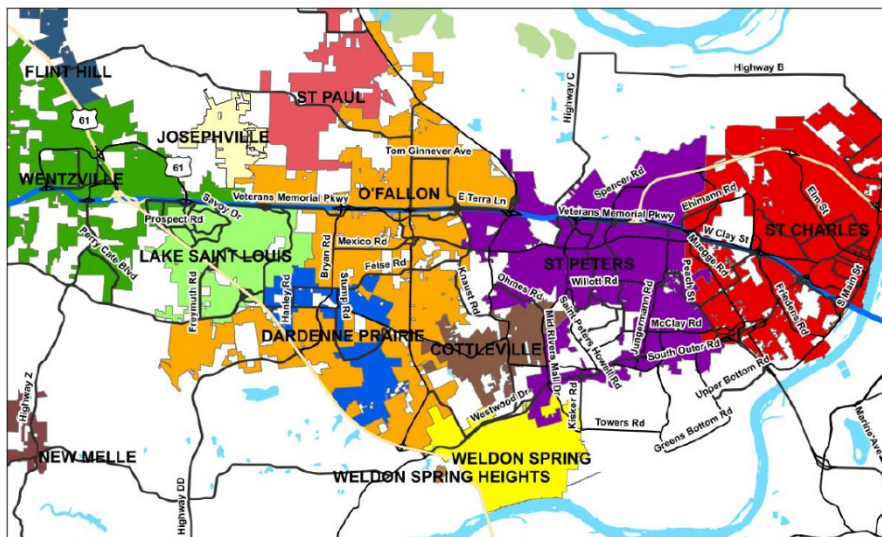 Highway B
Highway C
FLINT HILL
ST PAUL
61
JOSEPHVILLE
61
Tom Ginnever Ave
WENTZVILLE
Spencer Rd
Ehlmann Rd
Elm St
O'FALLON
Veterans Memorial Pkwy
E Terra Ln
Savoy Dr
Veterans Memorial Pkwy
Prospect Rd
W Clay St
ST CHARLES
Mexico Rd
LAKE SAINT LOUIS
Bryan Rd
Feise Rd
ST PETERS
Muegge Rd
Perry Cate Blvd
Hanley Rd
Stump Rd
Knaust Rd
Ohmes Rd
Willott Rd
Peach St
S Main St
Freymuth Rd
Friedens Rd
DARDENNE PRAIRIE
COTTLEVILLE
Mid Rivers Mall Dr
Saint Peters Howell Rd
Jungermann Rd
McClay Rd
South Outer Rd
Highway Z
Upper Bottom Rd
Westwood Dr
Kisker Rd
Towers Rd
Greens Bottom Rd
Marine Ave
NEW MELLE
WELDON SPRING
WELDON SPRING HEIGHTS
Highway DD